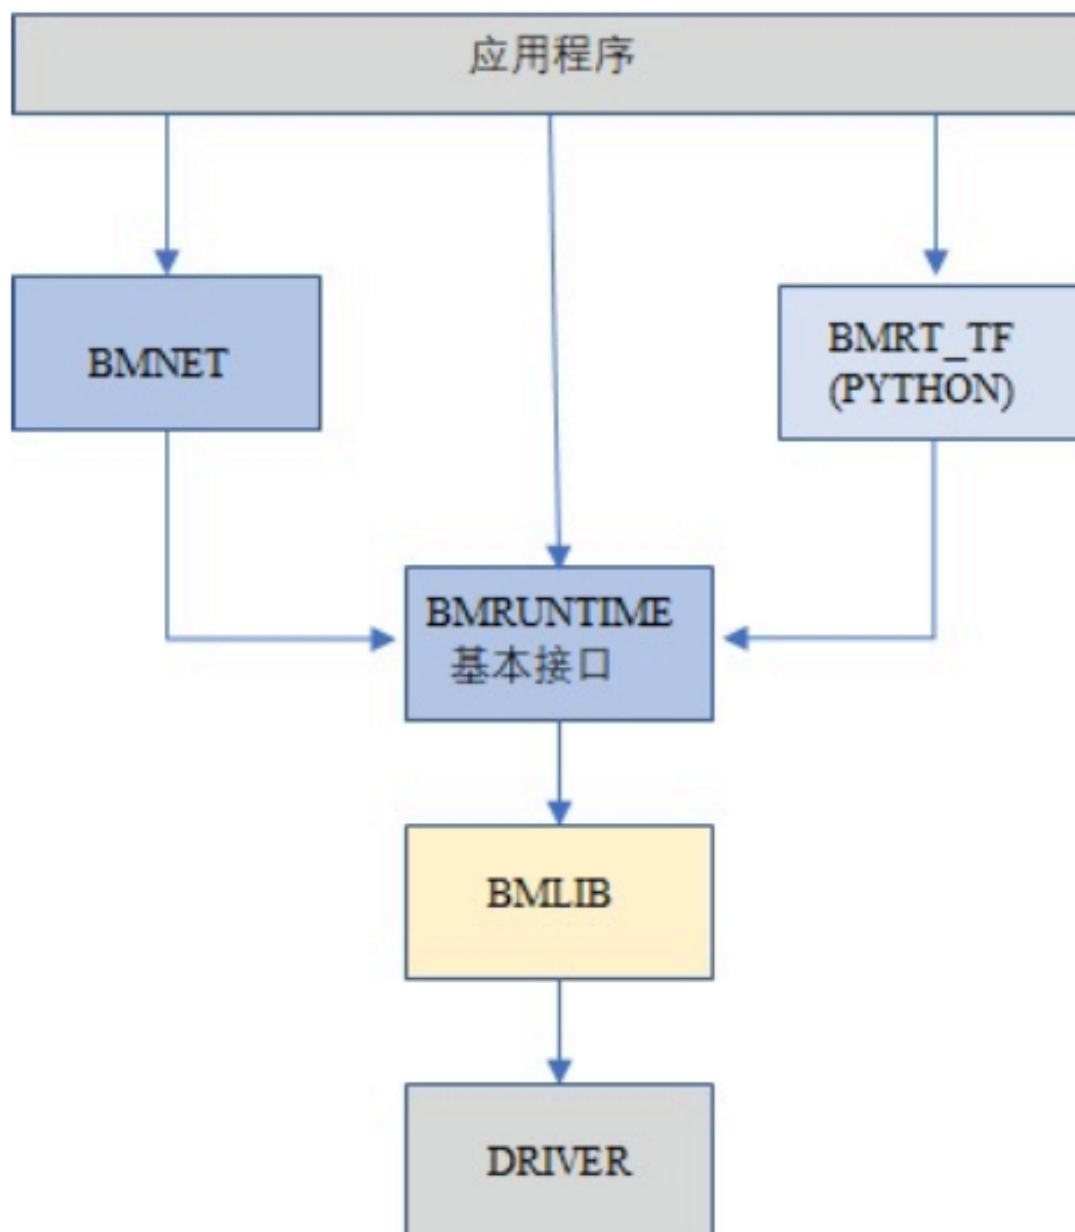 应用程序
BMNET
BMRT_TF
(PYTHON)
BMRUNTIME
基本接口
BMLIB
DRIVER